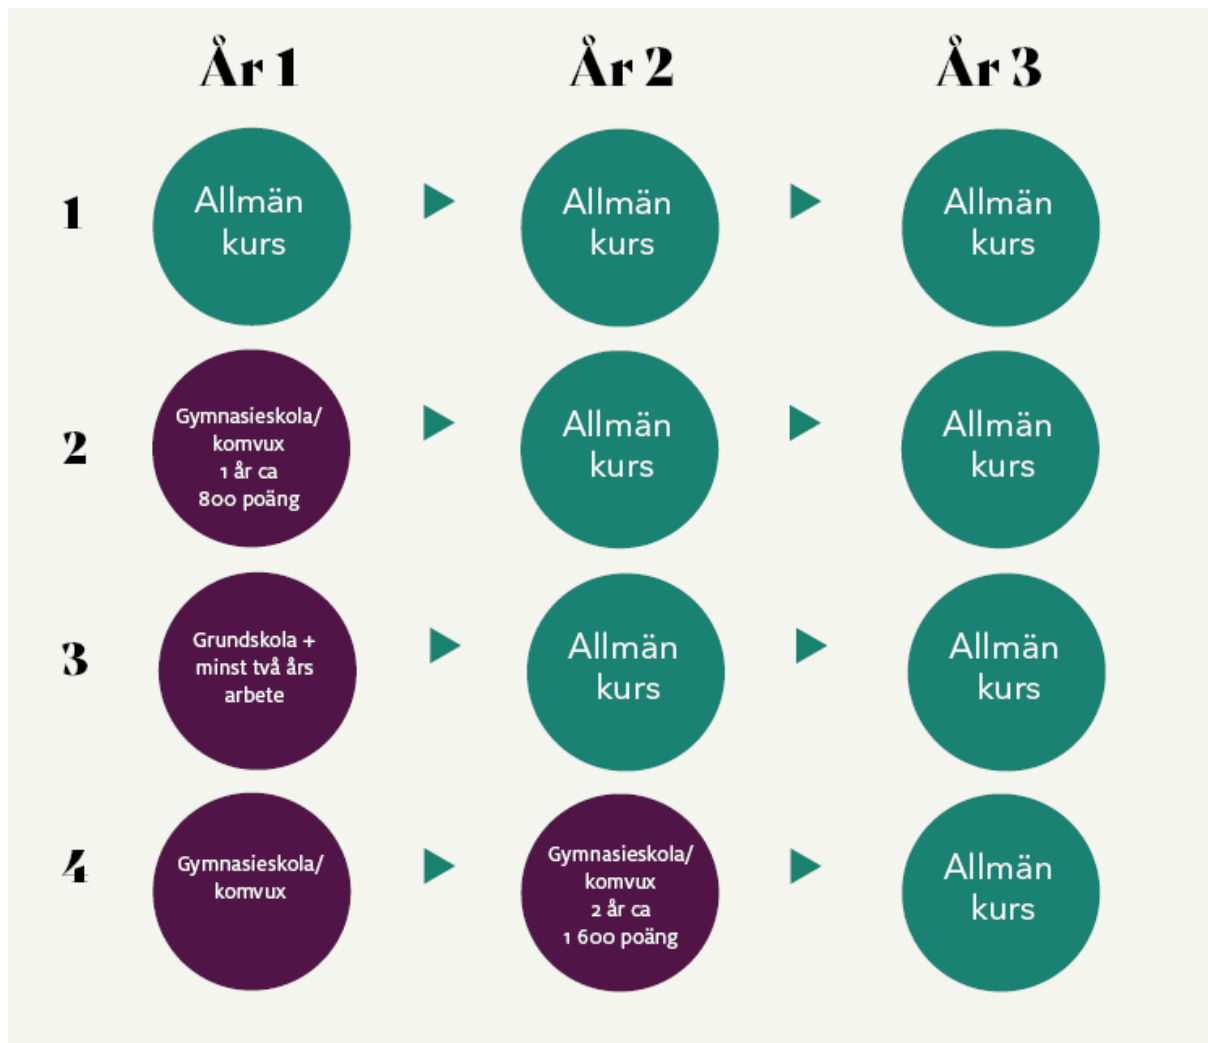 År 1
År 2
År 3
1
Allmän
kurs
Allmän
kurs
Allmän
kurs
2
Gymnasieskola/
komvux
1 år ca
800 poäng
Allmän
kurs
Allmän
kurs
3
Grundskola +
minst två års
arbete
Allmän
kurs
Allmän
kurs
4
Gymnasieskola/
komvux
Gymnasieskola/
komvux
2 år ca
1 600 poäng
Allmän
kurs